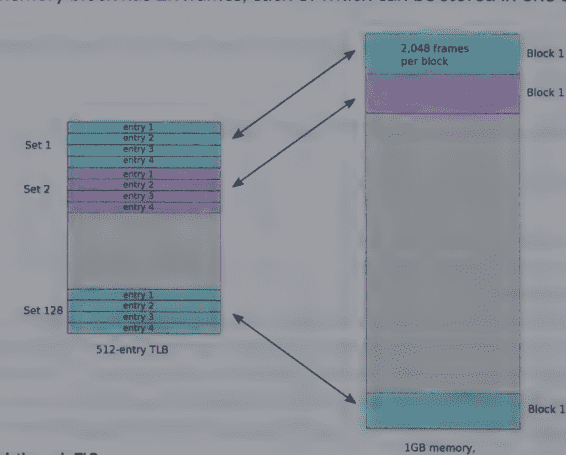 2,048 frames
per block
Block 1
Block 1
entry 1
entry 2
Set 1
entry 3
entry 4
entry 1
Set 2
entry 2
entry 3
entry 4
entry 1
entry 2
Set 128
entry 3
entry 4
512-entry TLB
Block 1
1GB memory,